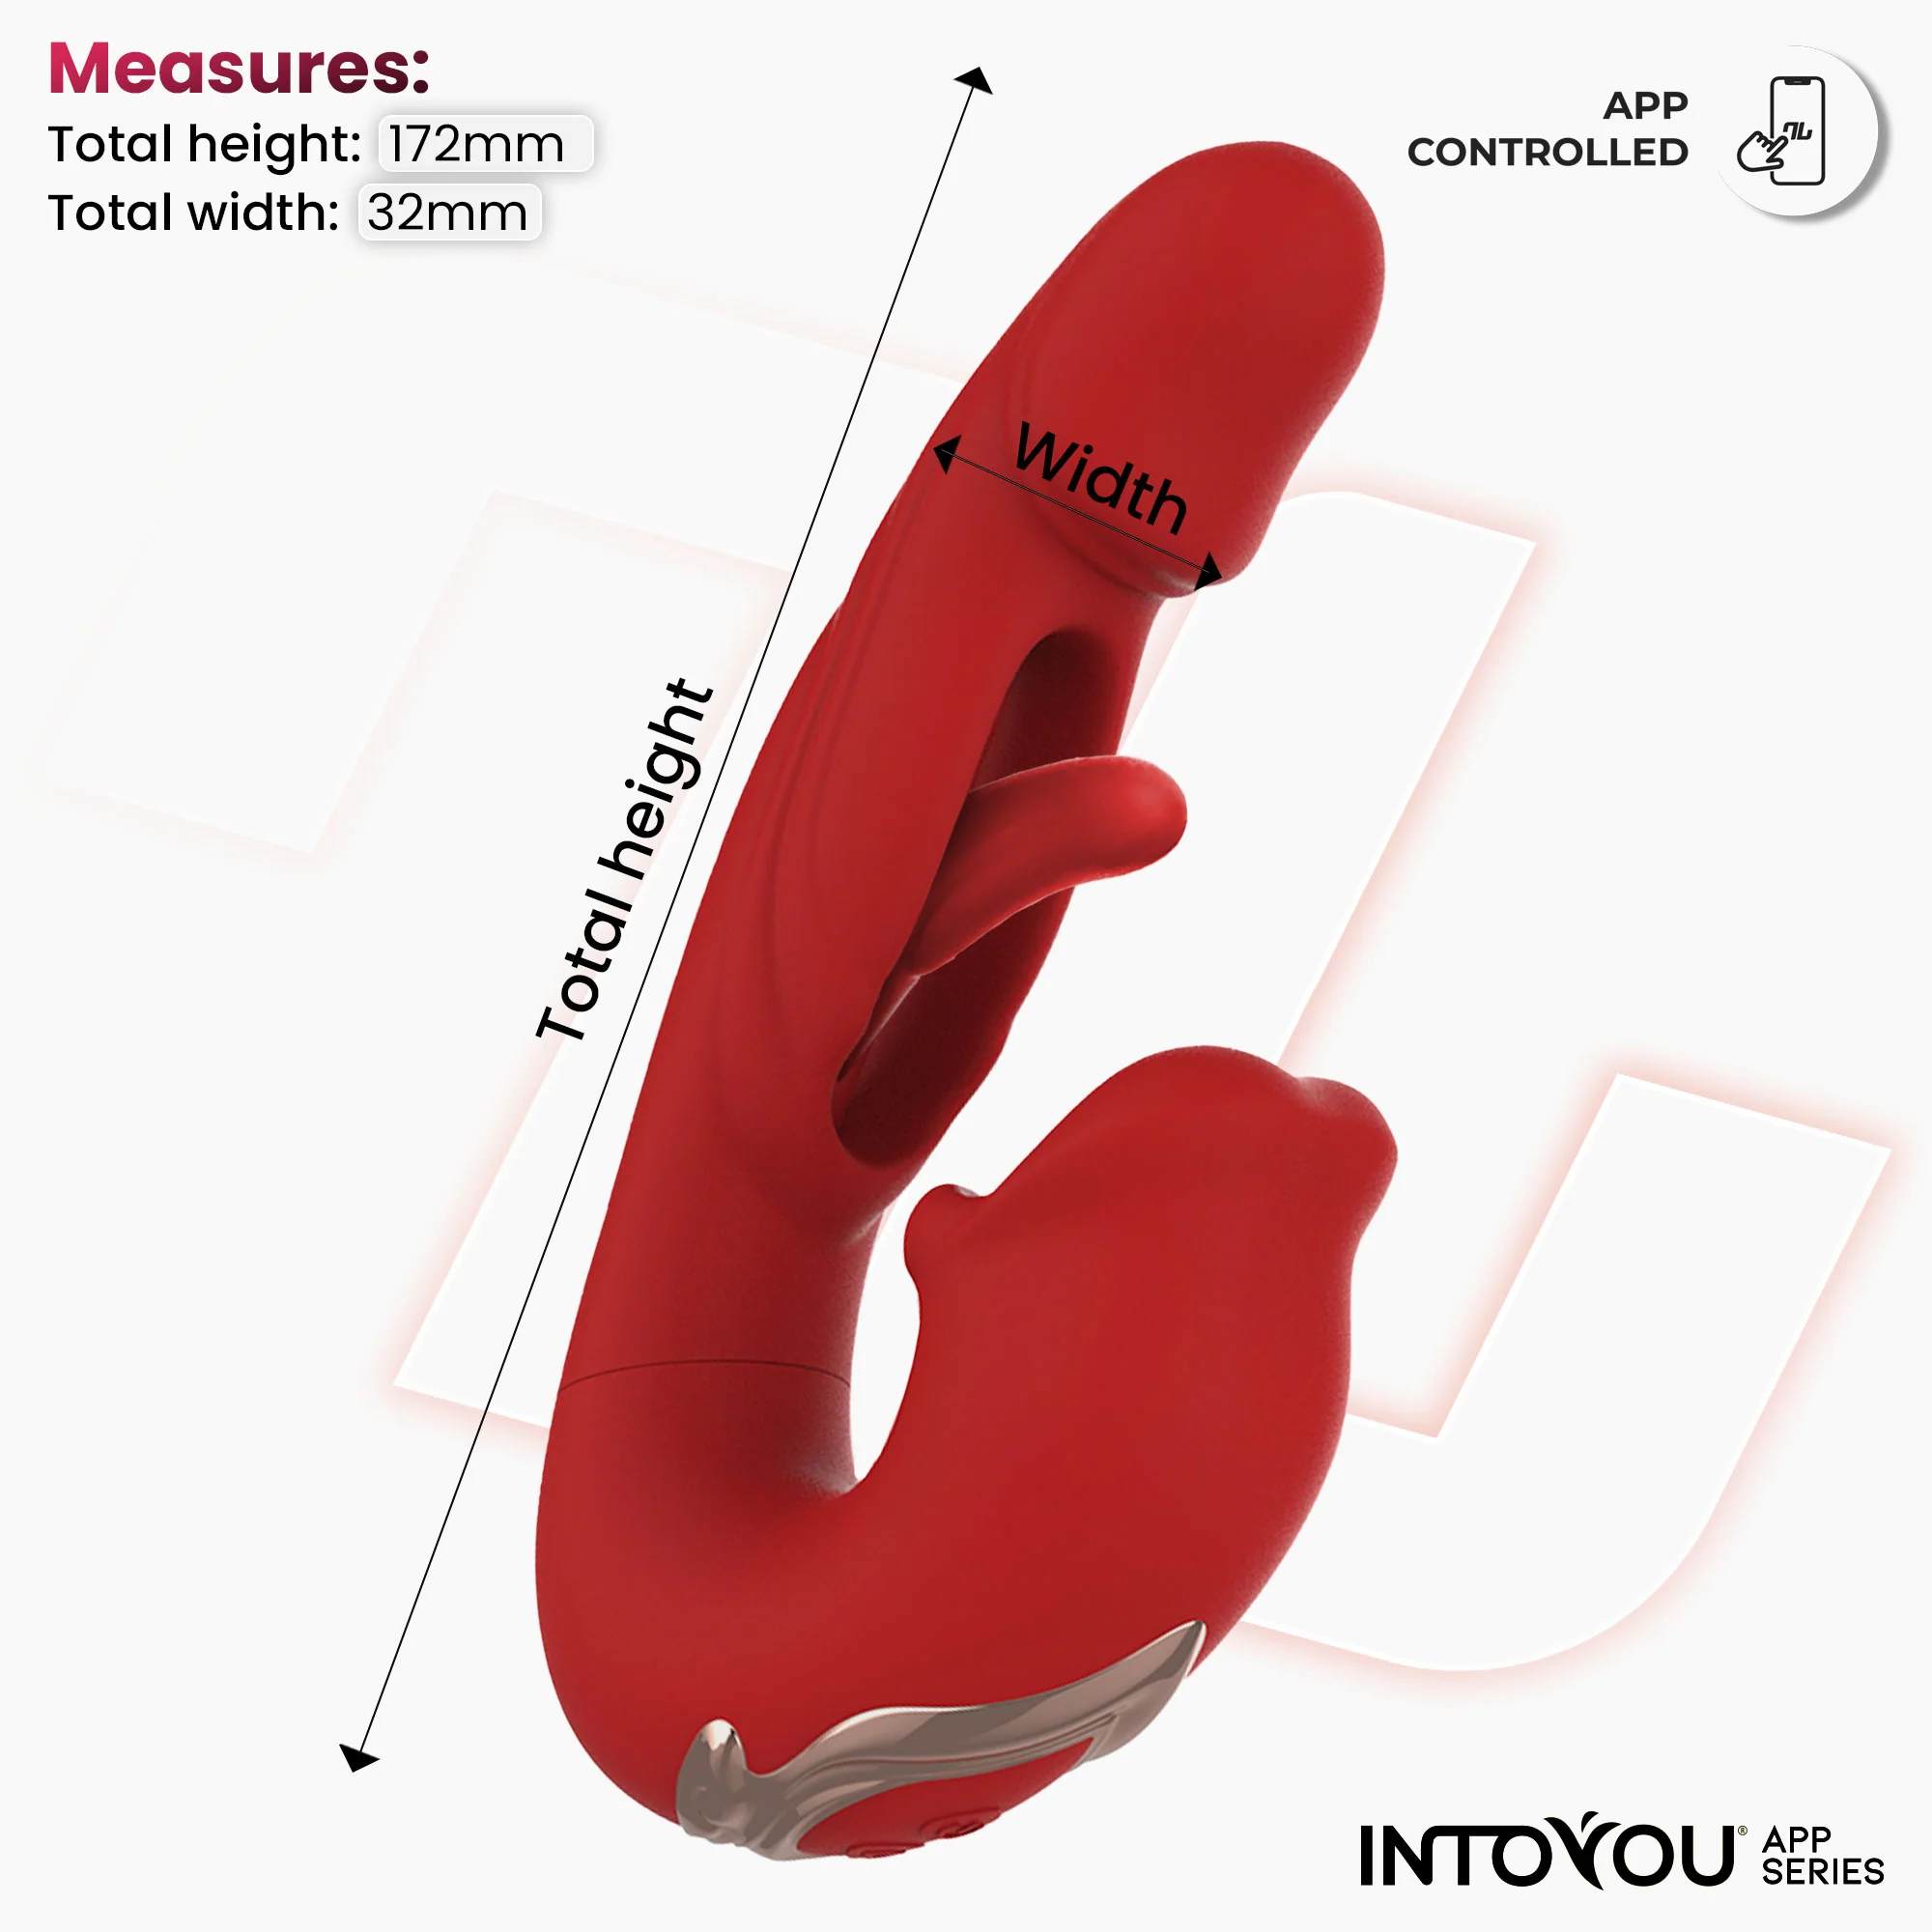 Measures:
Total height: 172mm
Total width: 32mm
APP
CONTROLLED
Width
Total height
INTOYOU® APP
SERIES